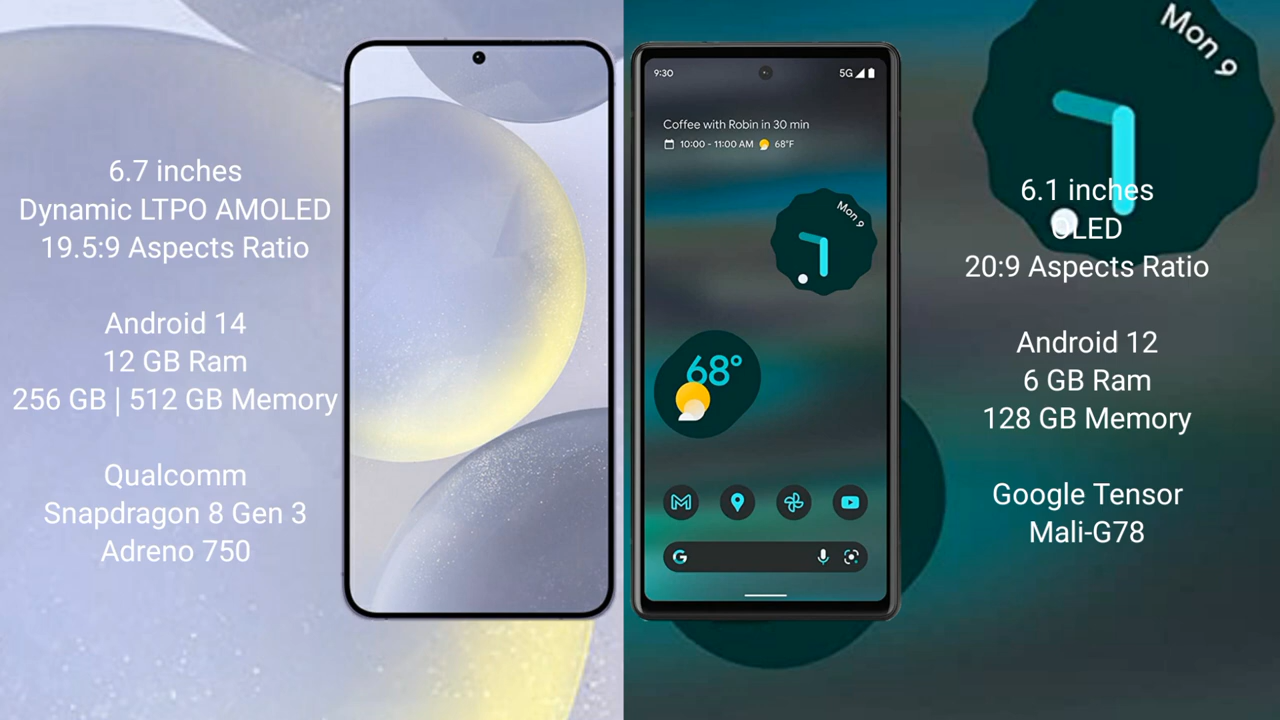 6.7 inches
Dynamic LTPO AMOLED
19.5:9 Aspects Ratio
Android 14
12 GB Ram
256 GB | 512 GB Memory
Qualcomm
Snapdragon 8 Gen 3
Adreno 750
9:30
5G
Coffee with Robin in 30 min
10:00 - 11:00 AM 68°F
Mon 9
68°
G
Mon 9
6.1 inches
OLED
20:9 Aspects Ratio
Android 12
6 GB Ram
128 GB Memory
Google Tensor
Mali-G78